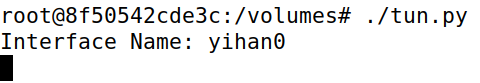 root@8f50542cde3c:/volumes# ./tun.py
Interface Name: yihan0